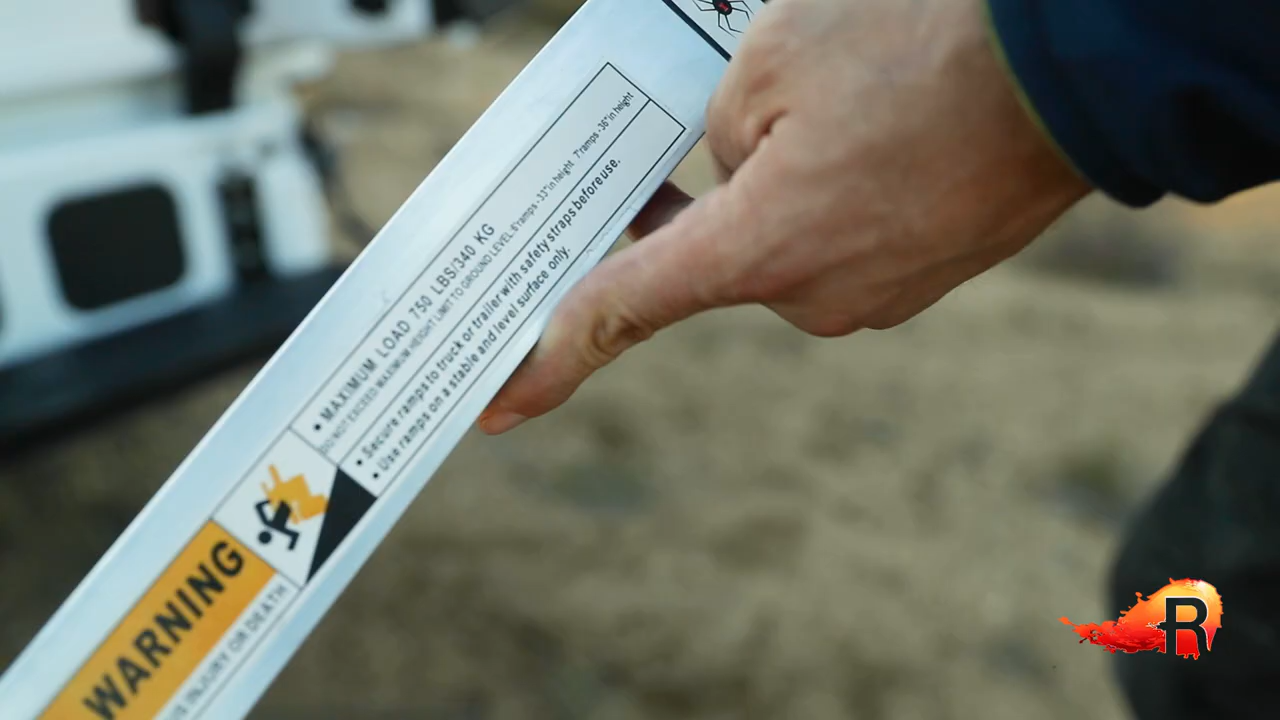 • MAXIMUM LOAD 750 LBS/340 KG
DO NOT EXCEED MAXIMUM HEIGHT LIMIT TO GROUND LEVEL-6'ramps - 33" in height 7'ramps - 36" in height
• Secure ramps to truck or trailer with safety straps before use.
• Use ramps on a stable and level surface only.
WARNING
INJURY OR DEATH
R